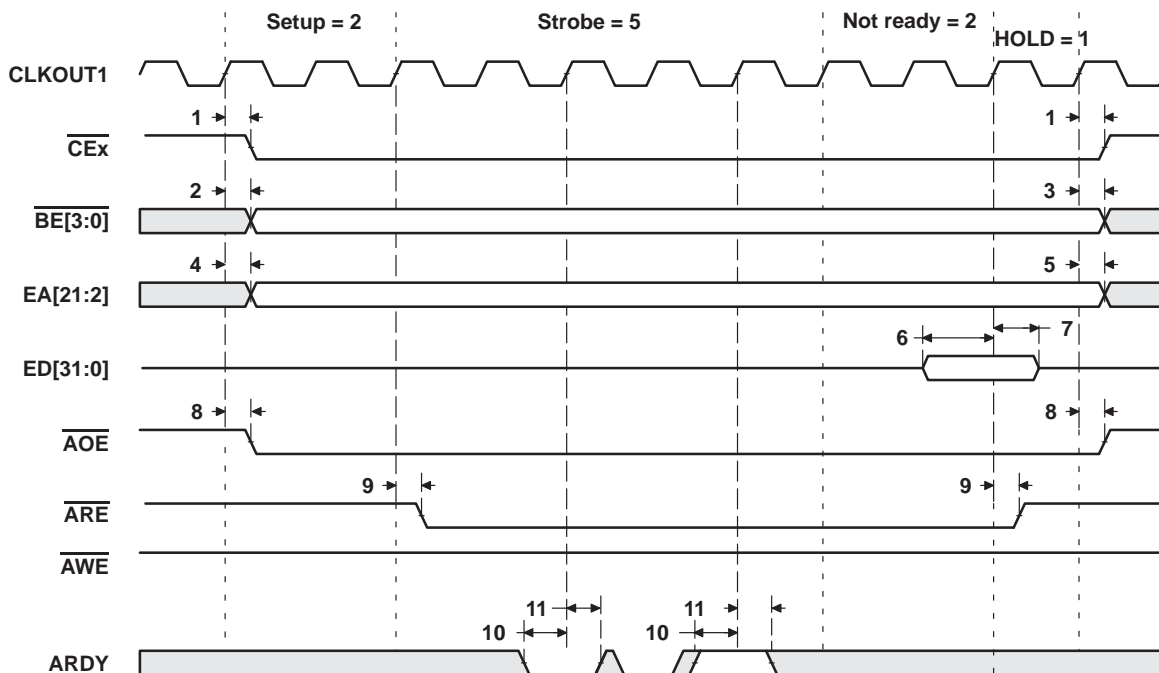 Setup = 2 Strobe = 5 Not ready = 2 HOLD = 1
CLKOUT1
1 1
CEx
2 3
BE[3:0]
4 5
EA[21:2]
6 7
ED[31:0]
8 8
AOE
9 9
ARE
AWE
11 11
10 10
ARDY